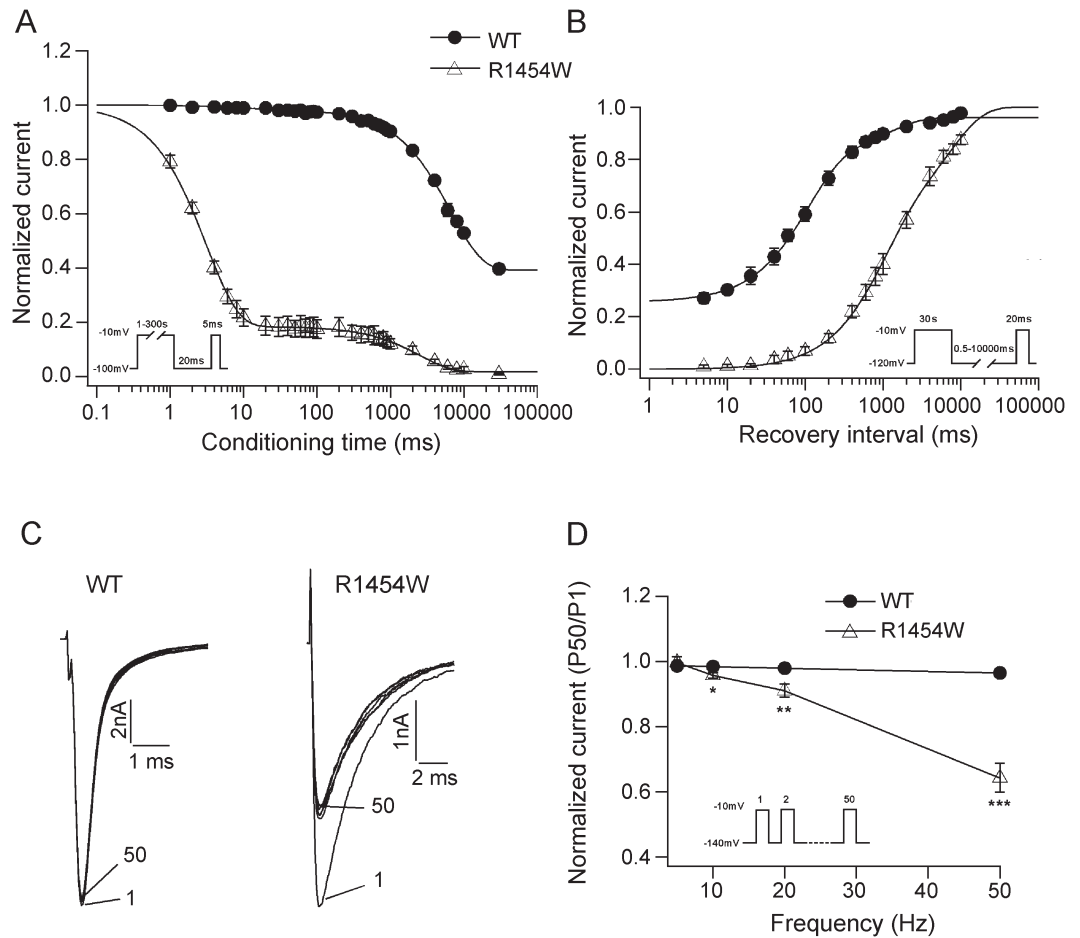 A
WT
R1454W
Normalized current
1.2
1.0
0.8
0.6
0.4
0.2
0.0
-10mV
1-300s
5ms
20ms
-100mV
0.1
1
10
100
1000
10000
100000
Conditioning time (ms)
B
Normalized current
1.0
0.8
0.6
0.4
0.2
0.0
30s
20ms
-10mV
0.5-10000ms
-120mV
1
10
100
1000
10000
100000
Recovery interval (ms)
C
WT
2nA
1 ms
50
1
R1454W
1nA
2 ms
50
1
D
WT
R1454W
Normalized current (P50/P1)
1.2
1.0
0.8
0.6
0.4
*
**
***
-10mV
1
2
50
-140mV
10
20
30
40
50
Frequency (Hz)